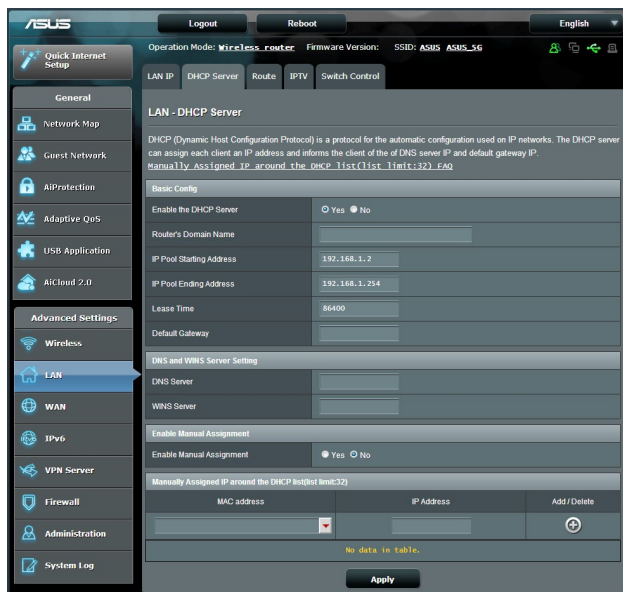 ASUS
Logout
Reboot
English
Quick Internet
Setup
Operation Mode: Wireless router Firmware Version: SSID: ASUS ASUS_5G
General
Network Map
Guest Network
AiProtection
Adaptive QoS
USB Application
AiCloud 2.0
Advanced Settings
Wireless
LAN
WAN
IPv6
VPN Server
Firewall
Administration
System Log
LAN IP
DHCP Server
Route
IPTV
Switch Control
LAN - DHCP Server
DHCP (Dynamic Host Configuration Protocol) is a protocol for the automatic configuration used on IP networks. The DHCP server
can assign each client an IP address and informs the client of the of DNS server IP and default gateway IP.
Manually Assigned IP around the DHCP list(list limit:32) FAQ
Basic Config
Enable the DHCP Server Yes No
Router's Domain Name
IP Pool Starting Address 192.168.1.2
IP Pool Ending Address 192.168.1.254
Lease Time 86400
Default Gateway
DNS and WINS Server Setting
DNS Server
WINS Server
Enable Manual Assignment
Enable Manual Assignment Yes No
Manually Assigned IP around the DHCP list(list limit:32)
MAC address IP Address Add / Delete
No data in table.
Apply